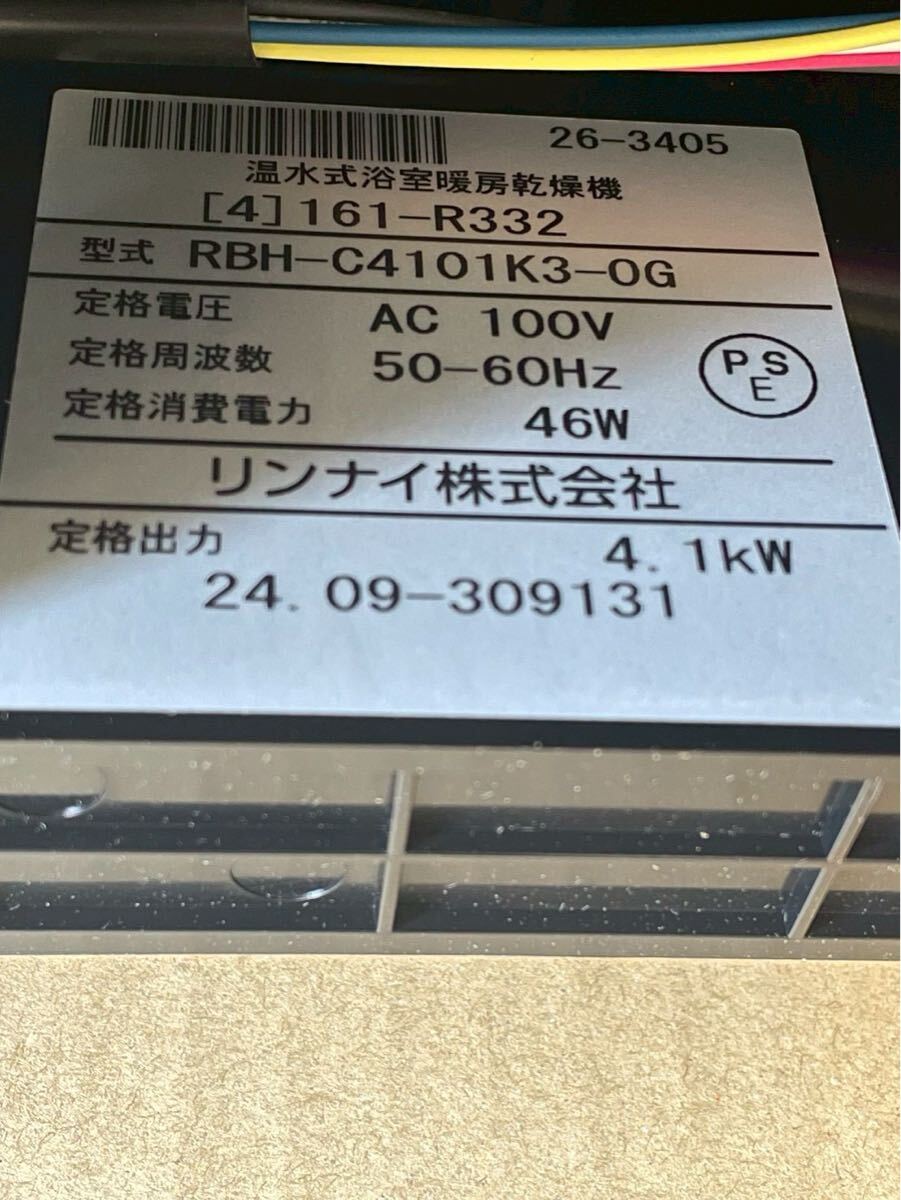 26-3405
温水式浴室暖房乾燥機
[4]161-R332
型式 RBH-C4101K3-0G
定格電圧 AC 100V
定格周波数 50-60Hz
定格消費電力 46W
PSE
リンナイ株式会社
定格出力 4.1kW
24.09-309131